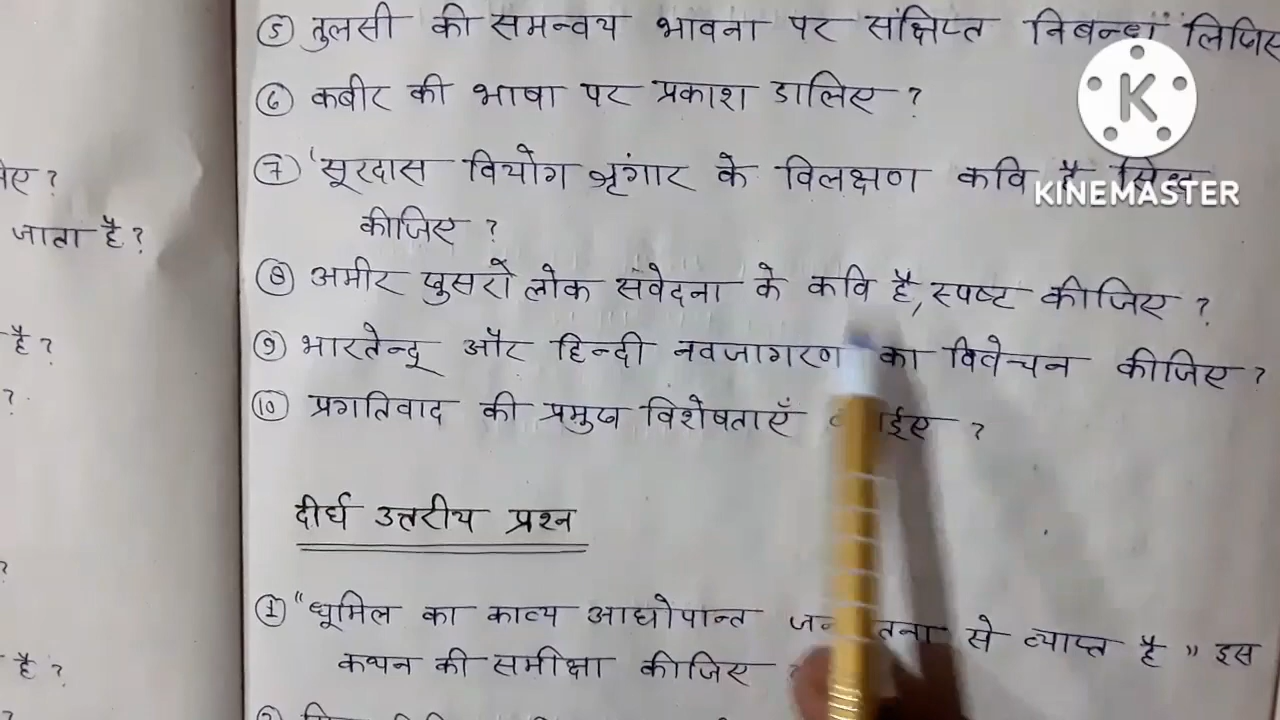 ⑤ तुलसी की समन्वय भावना पर संक्षिप्त निबन्ध लिजिए
⑥ कबीर की भाषा पर प्रकाश डालिए ?
⑦ 'सूरदास वियोग श्रृंगार के विलक्षण कवि है सिद्ध
कीजिए ?
⑧ अमीर खुसरो लोक संवेदना के कवि है, स्पष्ट कीजिए ?
⑨ भारतेन्दू और हिन्दी नवजागरण का विवेचन कीजिए ?
⑩ प्रगतिवाद की प्रमुख विशेषताएँ
दीर्घ उत्तरीय प्रश्न
① "धूमिल का काव्य आद्योपान्त से व्याप्त है" इस
कथन की समीक्षा कीजिए
जाता है ?
है ?
?
?
है ?
K
KINEMASTER